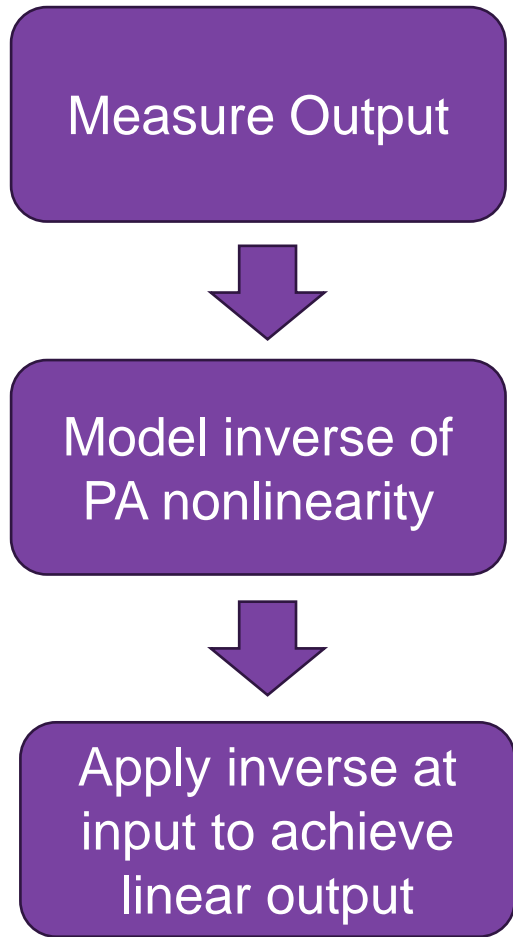 Measure Output
Model inverse of
PA nonlinearity
Apply inverse at
input to achieve
linear output